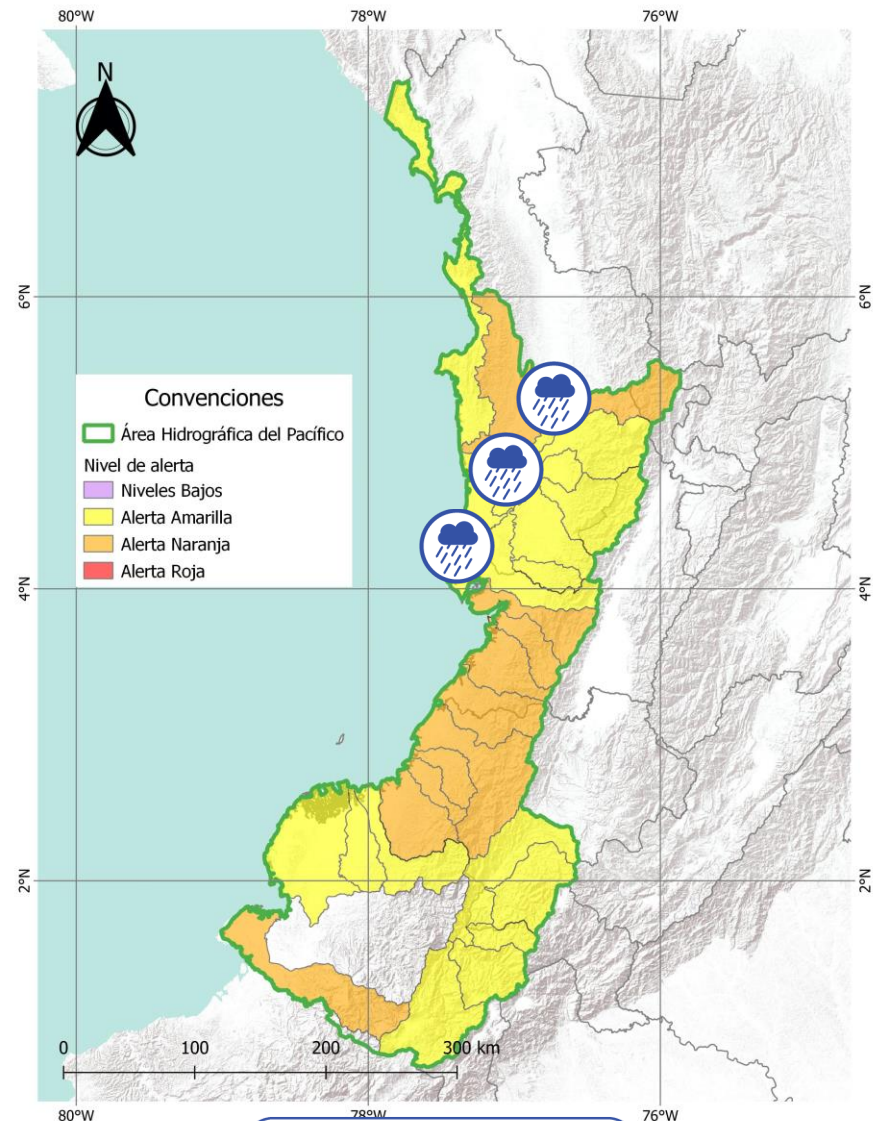 80°W 78°W 76°W
N
6°N 6°N
Convenciones
Área Hidrográfica del Pacífico
Nivel de alerta
Niveles Bajos
Alerta Amarilla
Alerta Naranja
Alerta Roja
4°N 4°N
2°N 2°N
0 100 200 300 km
80°W 78°W 76°W